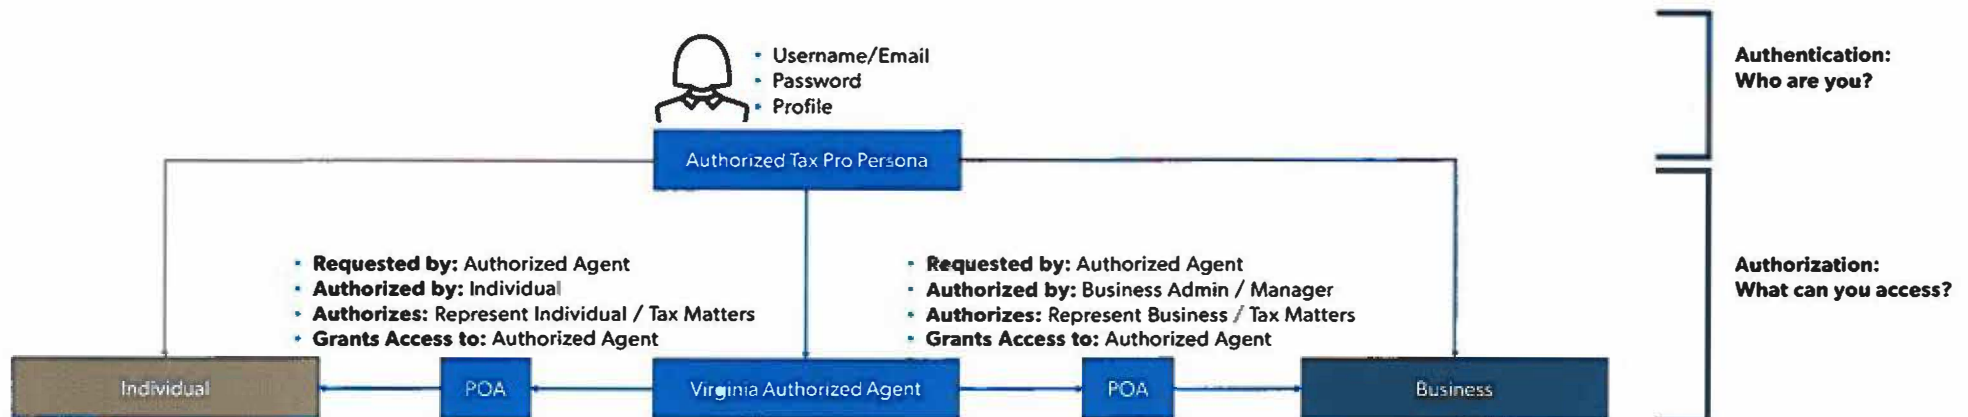 • Username/Email
• Password
• Profile
Authentication:
Who are you?
Authorized Tax Pro Persona
• Requested by: Authorized Agent
• Authorized by: Individual
• Authorizes: Represent Individual / Tax Matters
• Grants Access to: Authorized Agent
• Requested by: Authorized Agent
• Authorized by: Business Admin / Manager
• Authorizes: Represent Business / Tax Matters
• Grants Access to: Authorized Agent
Authorization:
What can you access?
Individual
POA
Virginia Authorized Agent
POA
Business